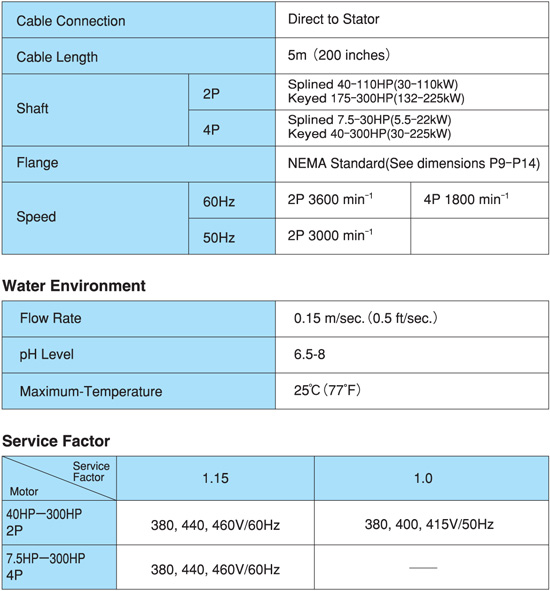 Cable Connection Direct to Stator
Cable Length 5m (200 inches)
Shaft 2P Splined 40-110HP(30-110kW)
Keyed 175-300HP(132-225kW)
4P Splined 7.5-30HP(5.5-22kW)
Keyed 40-300HP(30-225kW)
Flange NEMA Standard(See dimensions P9-P14)
Speed 60Hz 2P 3600 min⁻¹ 4P 1800 min⁻¹
50Hz 2P 3000 min⁻¹
Water Environment
Flow Rate 0.15 m/sec. (0.5 ft/sec.)
pH Level 6.5-8
Maximum-Temperature 25℃ (77°F)
Service Factor
Service
Factor
Motor
1.15 1.0
40HP—300HP
2P
380, 440, 460V/60Hz 380, 400, 415V/50Hz
7.5HP—300HP
4P
380, 440, 460V/60Hz ——